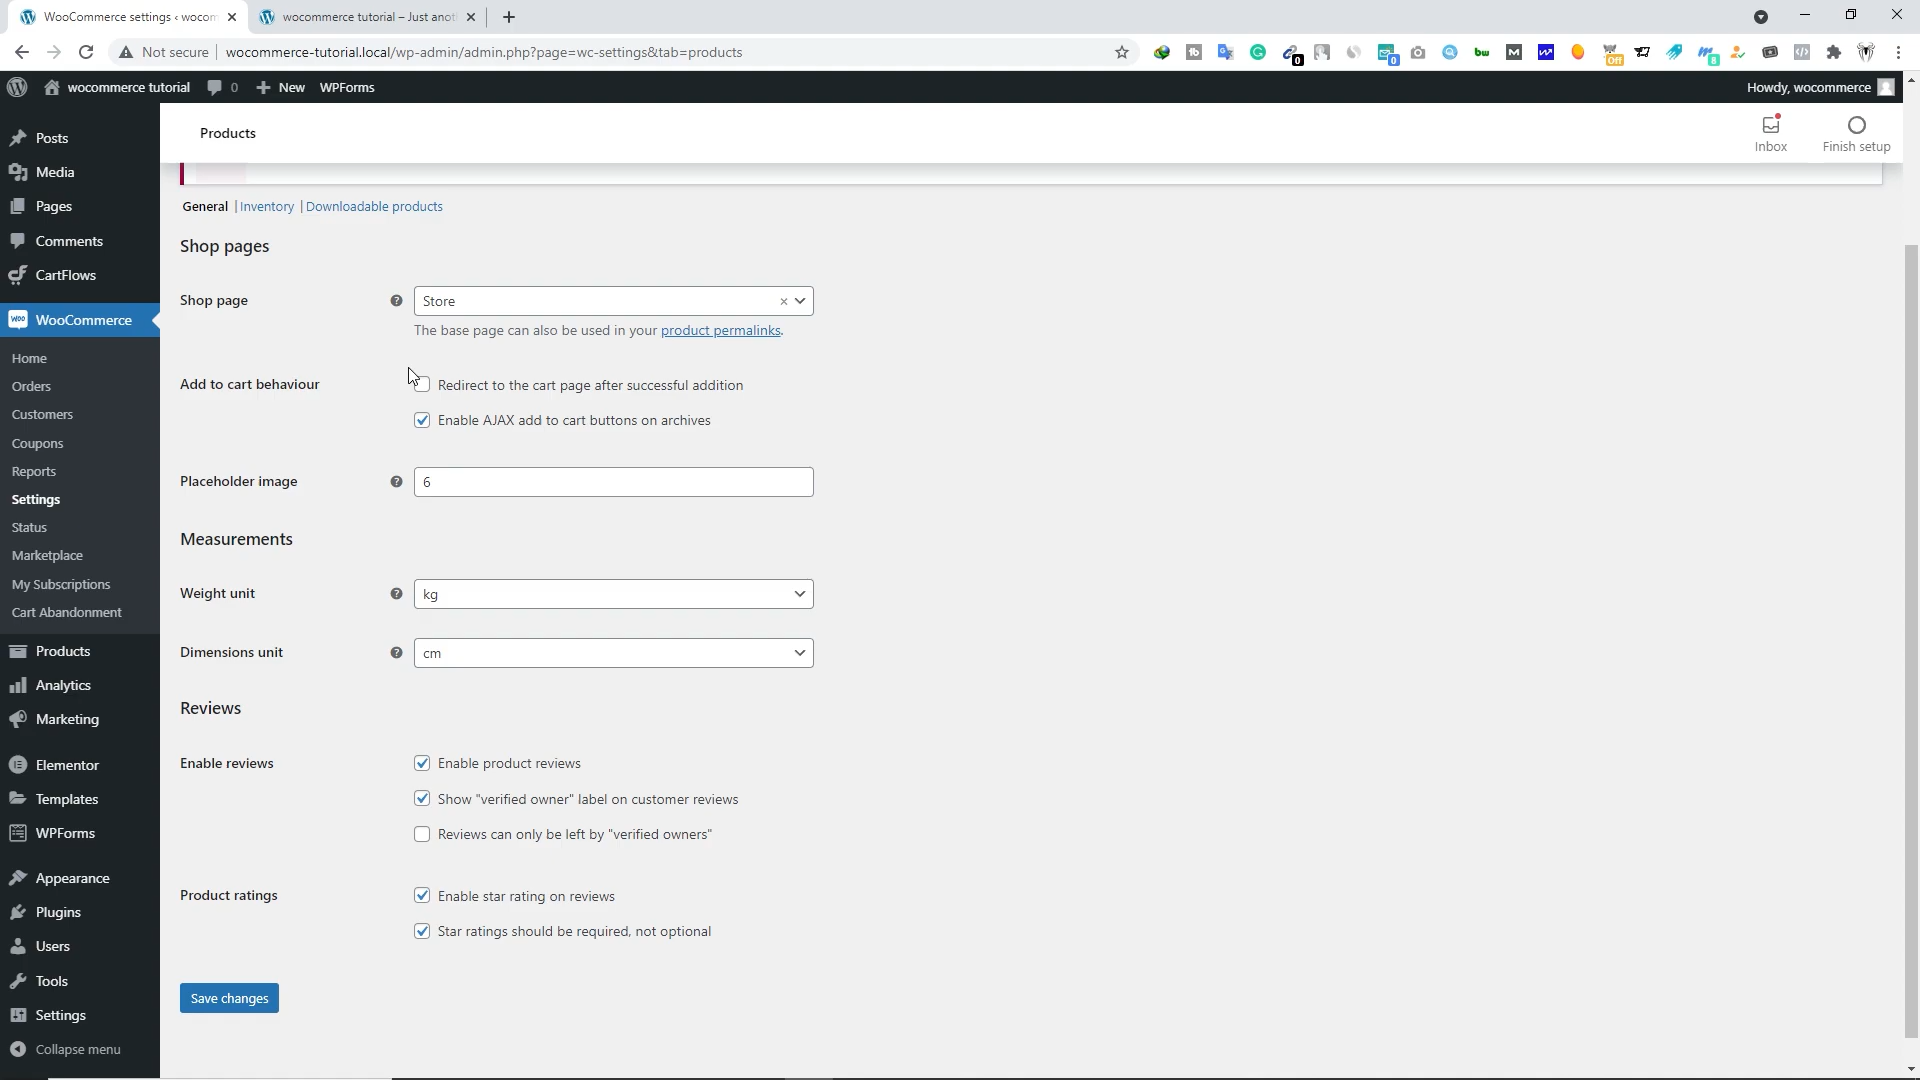 WooCommerce settings ‹ wocom
wocommerce tutorial – Just anot
Not secure
wocommerce-tutorial.local/wp-admin/admin.php?page=wc-settings&tab=products
wocommerce tutorial
0
New
WPForms
Howdy, wocommerce
Posts
Media
Pages
Comments
CartFlows
WooCommerce
Home
Orders
Customers
Coupons
Reports
Settings
Status
Marketplace
My Subscriptions
Cart Abandonment
Products
Analytics
Marketing
Elementor
Templates
WPForms
Appearance
Plugins
Users
Tools
Settings
Collapse menu
Products
Inbox
Finish setup
General | Inventory | Downloadable products
Shop pages
Shop page
Store
The base page can also be used in your product permalinks.
Add to cart behaviour
Redirect to the cart page after successful addition
Enable AJAX add to cart buttons on archives
Placeholder image
6
Measurements
Weight unit
kg
Dimensions unit
cm
Reviews
Enable reviews
Enable product reviews
Show "verified owner" label on customer reviews
Reviews can only be left by "verified owners"
Product ratings
Enable star rating on reviews
Star ratings should be required, not optional
Save changes